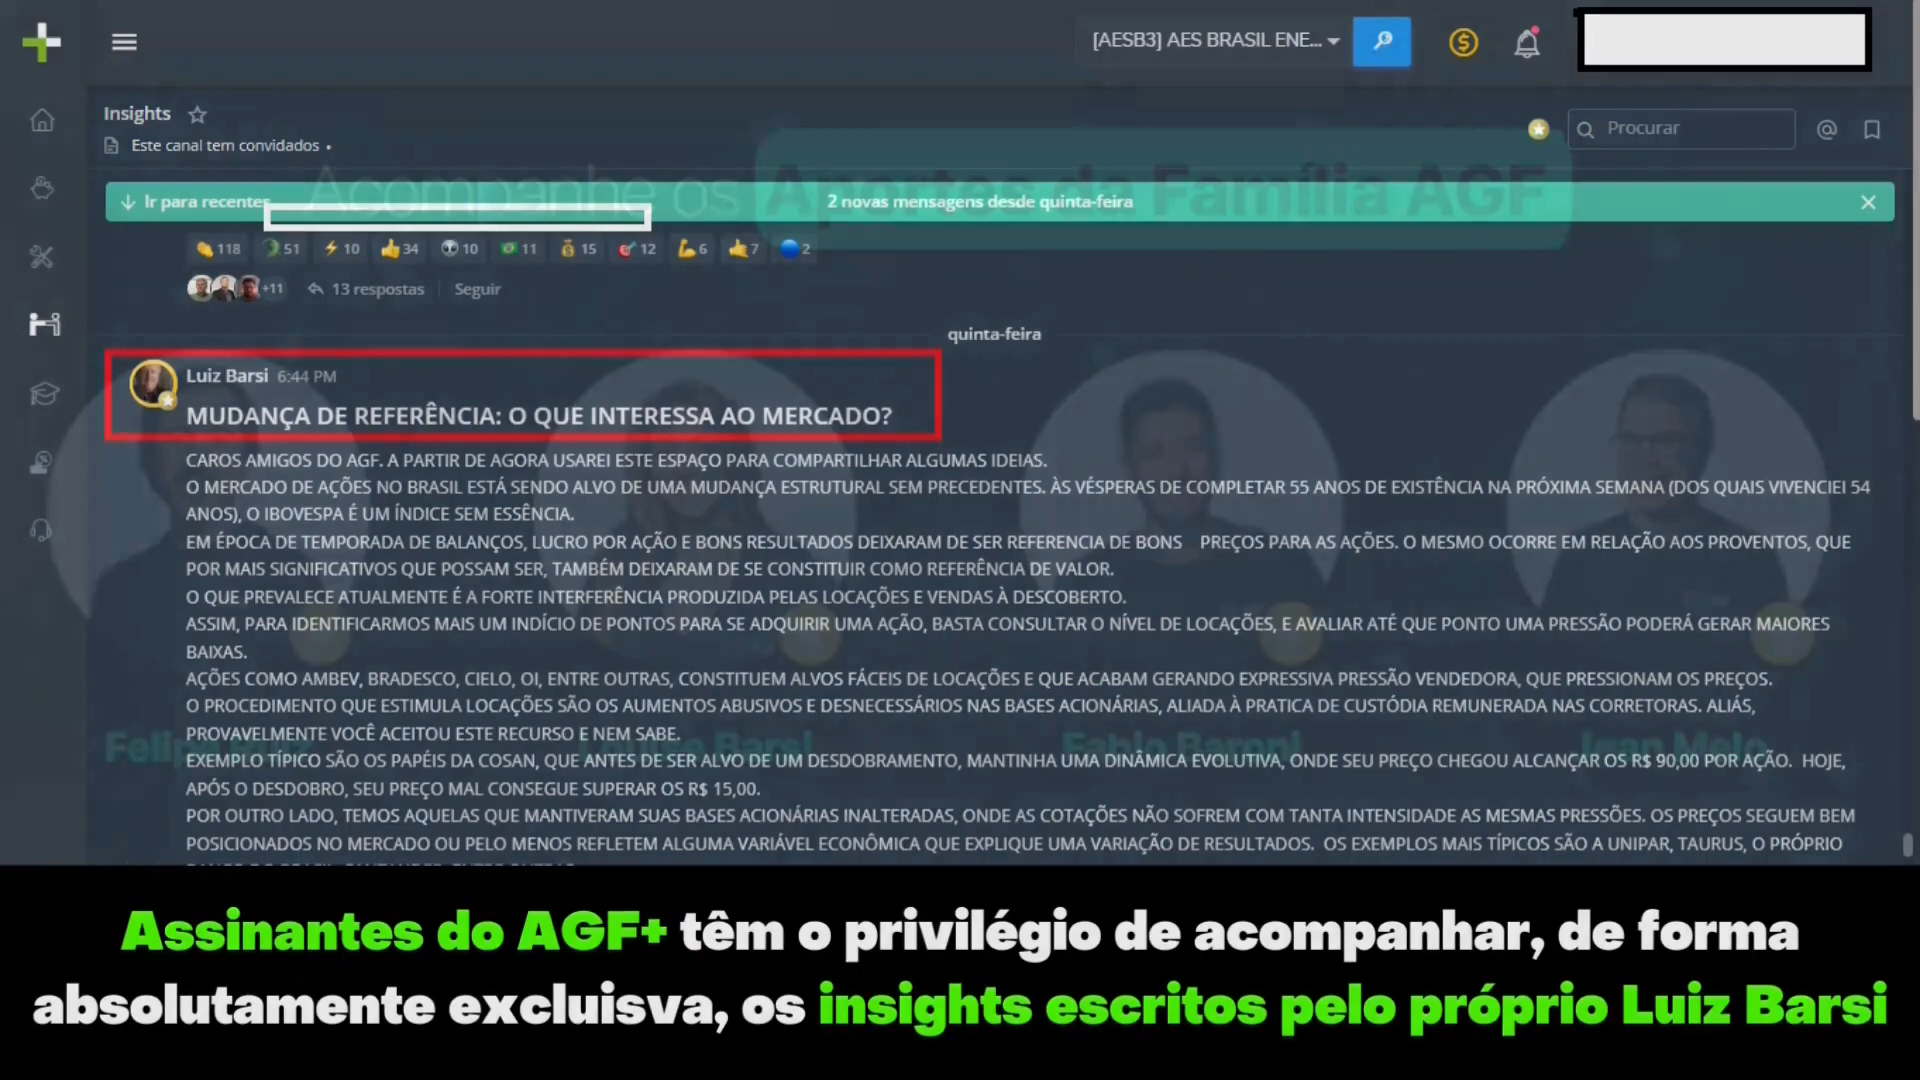 [AESB3] AES BRASIL ENE...
Insights
Procurar
Este canal tem convidados •
Acompanhe os Aportes da Família AGF
Ir para recentes
2 novas mensagens desde quinta-feira
118 51 10 34 10 11 15 12 6 7 2
+11 13 respostas Seguir
quinta-feira
Luiz Barsi 6:44 PM
MUDANÇA DE REFERÊNCIA: O QUE INTERESSA AO MERCADO?
CAROS AMIGOS DO AGF. A PARTIR DE AGORA USAREI ESTE ESPAÇO PARA COMPARTILHAR ALGUMAS IDEIAS.
O MERCADO DE AÇÕES NO BRASIL ESTÁ SENDO ALVO DE UMA MUDANÇA ESTRUTURAL SEM PRECEDENTES. ÀS VÉSPERAS DE COMPLETAR 55 ANOS DE EXISTÊNCIA NA PRÓXIMA SEMANA (DOS QUAIS VIVENCIEI 54
ANOS), O IBOVESPA É UM ÍNDICE SEM ESSÊNCIA.
EM ÉPOCA DE TEMPORADA DE BALANÇOS, LUCRO POR AÇÃO E BONS RESULTADOS DEIXARAM DE SER REFERENCIA DE BONS PREÇOS PARA AS AÇÕES. O MESMO OCORRE EM RELAÇÃO AOS PROVENTOS, QUE
POR MAIS SIGNIFICATIVOS QUE POSSAM SER, TAMBÉM DEIXARAM DE SE CONSTITUIR COMO REFERÊNCIA DE VALOR.
O QUE PREVALECE ATUALMENTE É A FORTE INTERFERÊNCIA PRODUZIDA PELAS LOCAÇÕES E VENDAS À DESCOBERTO.
ASSIM, PARA IDENTIFICARMOS MAIS UM INDÍCIO DE PONTOS PARA SE ADQUIRIR UMA AÇÃO, BASTA CONSULTAR O NÍVEL DE LOCAÇÕES, E AVALIAR ATÉ QUE PONTO UMA PRESSÃO PODERÁ GERAR MAIORES
BAIXAS.
AÇÕES COMO AMBEV, BRADESCO, CIELO, OI, ENTRE OUTRAS, CONSTITUEM ALVOS FÁCEIS DE LOCAÇÕES E QUE ACABAM GERANDO EXPRESSIVA PRESSÃO VENDEDORA, QUE PRESSIONAM OS PREÇOS.
O PROCEDIMENTO QUE ESTIMULA LOCAÇÕES SÃO OS AUMENTOS ABUSIVOS E DESNECESSÁRIOS NAS BASES ACIONÁRIAS, ALIADA À PRATICA DE CUSTÓDIA REMUNERADA NAS CORRETORAS. ALIÁS,
PROVAVELMENTE VOCÊ ACEITOU ESTE RECURSO E NEM SABE.
Felipe Louise Barsi Fabio Baroni Melo
EXEMPLO TÍPICO SÃO OS PAPÉIS DA COSAN, QUE ANTES DE SER ALVO DE UM DESDOBRAMENTO, MANTINHA UMA DINÂMICA EVOLUTIVA, ONDE SEU PREÇO CHEGOU ALCANÇAR OS R$ 90,00 POR AÇÃO. HOJE,
APÓS O DESDOBRO, SEU PREÇO MAL CONSEGUE SUPERAR OS R$ 15,00.
POR OUTRO LADO, TEMOS AQUELAS QUE MANTIVERAM SUAS BASES ACIONÁRIAS INALTERADAS, ONDE AS COTAÇÕES NÃO SOFREM COM TANTA INTENSIDADE AS MESMAS PRESSÕES. OS PREÇOS SEGUEM BEM
POSICIONADOS NO MERCADO OU PELO MENOS REFLETEM ALGUMA VARIÁVEL ECONÔMICA QUE EXPLIQUE UMA VARIAÇÃO DE RESULTADOS. OS EXEMPLOS MAIS TÍPICOS SÃO A UNIPAR, TAURUS, O PRÓPRIO
Assinantes do AGF+ têm o privilégio de acompanhar, de forma
absolutamente excluisva, os insights escritos pelo próprio Luiz Barsi